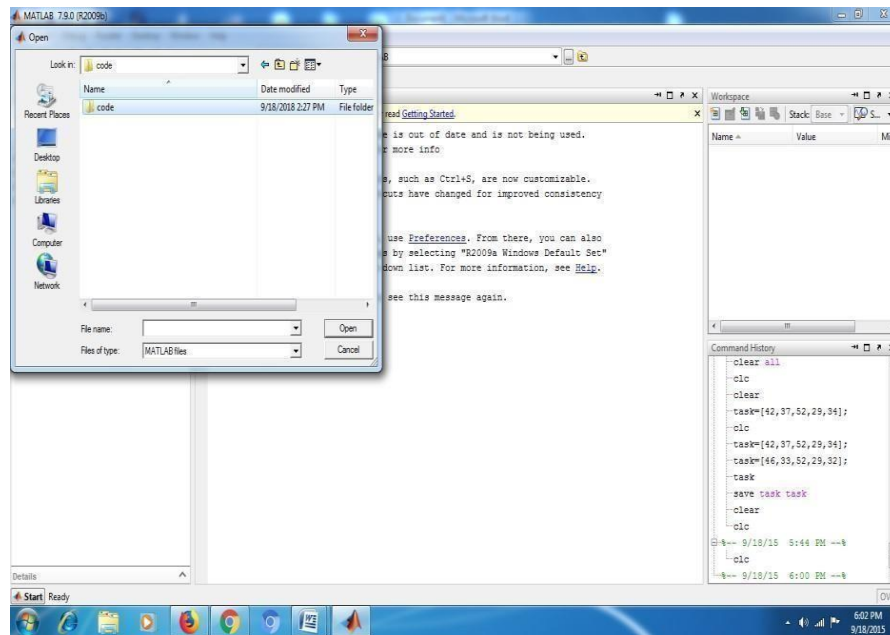 MATLAB 7.9.0 (R2009b)
Open
Look in: code
Name Date modified Type
code 9/18/2018 2:27 PM File folder
Recent Places
Desktop
Libraries
Computer
Network
File name:
Open
Files of type: MATLAB files
Cancel
read Getting Started.
e is out of date and is not being used.
r more info
s, such as Ctrl+S, are now customizable.
cuts have changed for improved consistency
use Preferences. From there, you can also
s by selecting "R2009a Windows Default Set"
down list. For more information, see Help.
see this message again.
Workspace
Stack: Base S...
Name Value Mi
Command History
clear all
clc
clear
task=[42,37,52,29,34];
clc
task=[42,37,52,29,34];
task=[46,33,52,29,32];
task
save task task
clear
clc
%-- 9/18/15 5:44 PM --%
clc
%-- 9/18/15 6:00 PM --%
Details
Start Ready
6:02 PM
9/18/2015